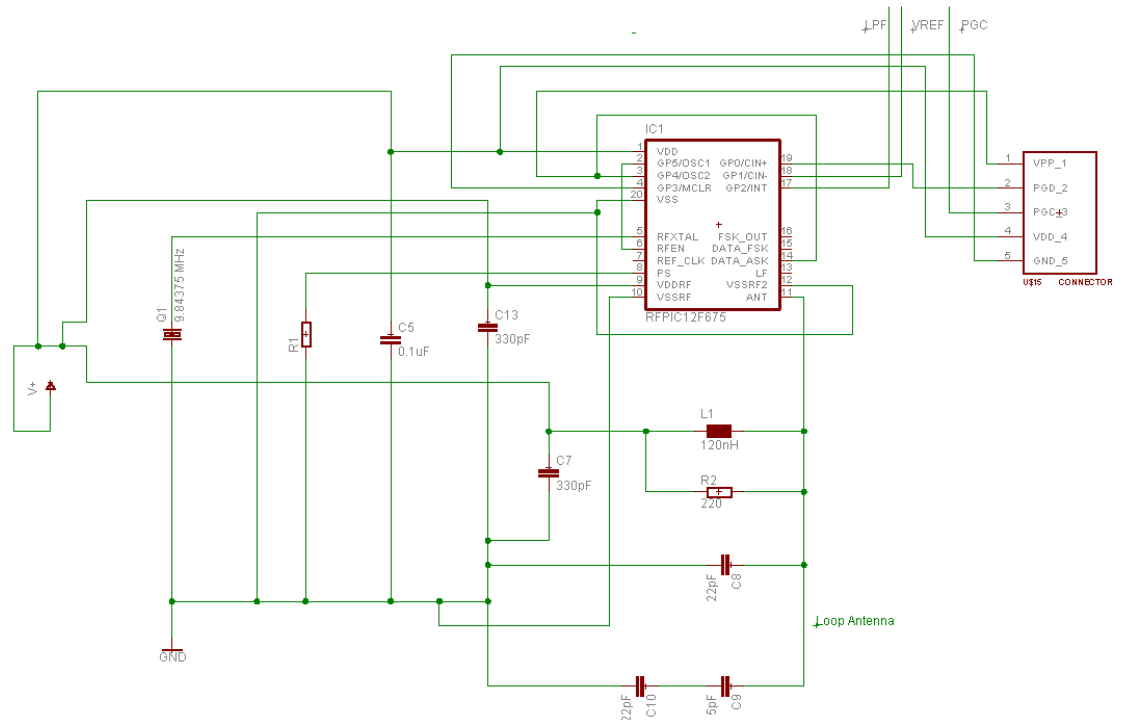 LPF VREF PGC
IC1
1 VDD
2 GP5/OSC1 GP0/CIN+ 19
3 GP4/OSC2 GP1/CIN- 18
4 GP3/MCLR GP2/INT 17
20 VSS
5 RFXTAL FSK_OUT 16
6 RFEN DATA_FSK 15
7 REF_CLK DATA_ASK 14
8 PS LF 13
9 VDDRF VSSRF2 12
10 VSSRF ANT 11
RFPIC12F675
1 VPP_1
2 PGD_2
3 PGC_3
4 VDD_4
5 GND_5
U$15 CONNECTOR
Q1
9.84375 MHz
R1
C5
0.1uF
C13
330pF
V+
L1
120nH
C7
330pF
R2
220
22pF
C8
Loop Antenna
GND
22pF
C10
5pF
C9